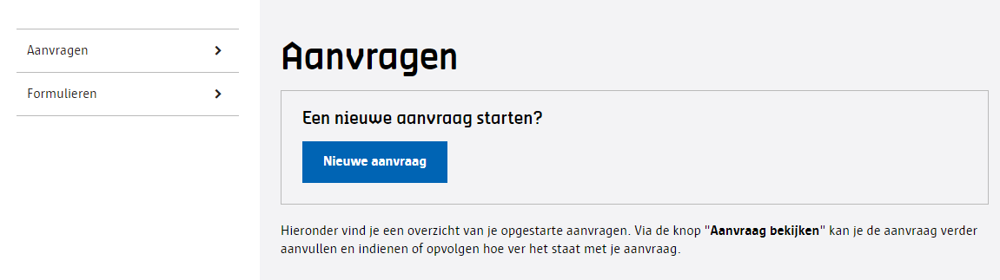 Aanvragen
Formulieren
Aanvragen
Een nieuwe aanvraag starten?
Nieuwe aanvraag
Hieronder vind je een overzicht van je opgestarte aanvragen. Via de knop "Aanvraag bekijken" kan je de aanvraag verder
aanvullen en indienen of opvolgen hoe ver het staat met je aanvraag.